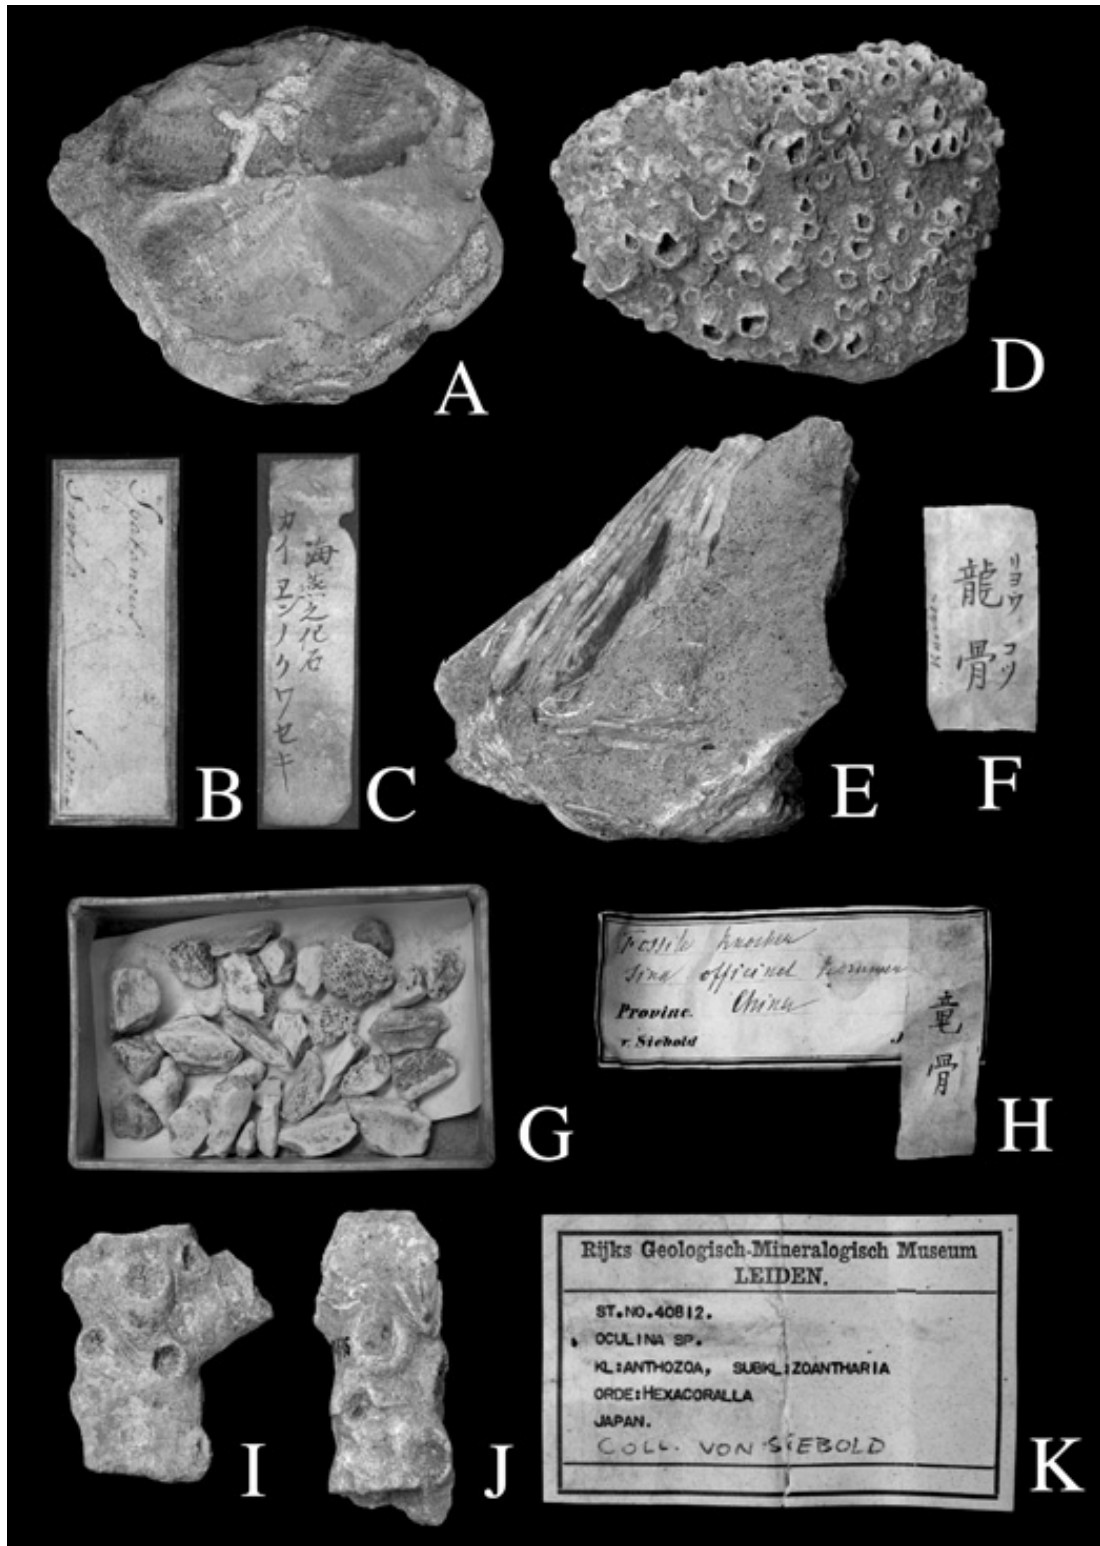 A
D
海燕之化石
カイヱンノクワセキ
B
C
E
龍骨
リヨウコツ
F
G
Fossile Knochen
Sina officinel
China
Provinc.
v. Siebold
J
竜骨
H
I
J
Rijks Geologisch-Mineralogisch Museum
LEIDEN.
ST.NO.40812.
OCULINA SP.
KL:ANTHOZOA, SUBKL:ZOANTHARIA
ORDE:HEXACORALLA
JAPAN.
COLL. VON SIEBOLD
K